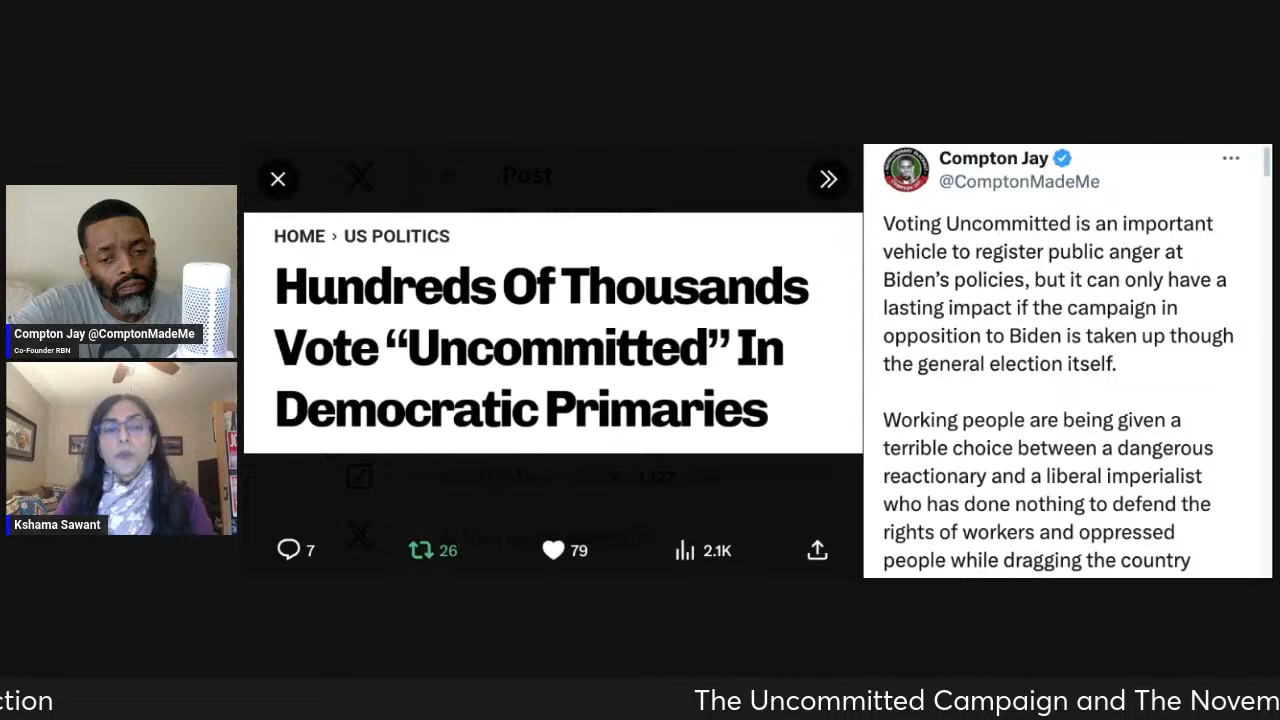 Compton Jay @ComptonMadeMe
Co-Founder RBN
Kshama Sawant
Post
HOME › US POLITICS
Hundreds Of Thousands
Vote “Uncommitted” In
Democratic Primaries
7
26
79
2.1K
Compton Jay
@ComptonMadeMe
Voting Uncommitted is an important
vehicle to register public anger at
Biden’s policies, but it can only have a
lasting impact if the campaign in
opposition to Biden is taken up though
the general election itself.
Working people are being given a
terrible choice between a dangerous
reactionary and a liberal imperialist
who has done nothing to defend the
rights of workers and oppressed
people while dragging the country
ction
The Uncommitted Campaign and The Novem